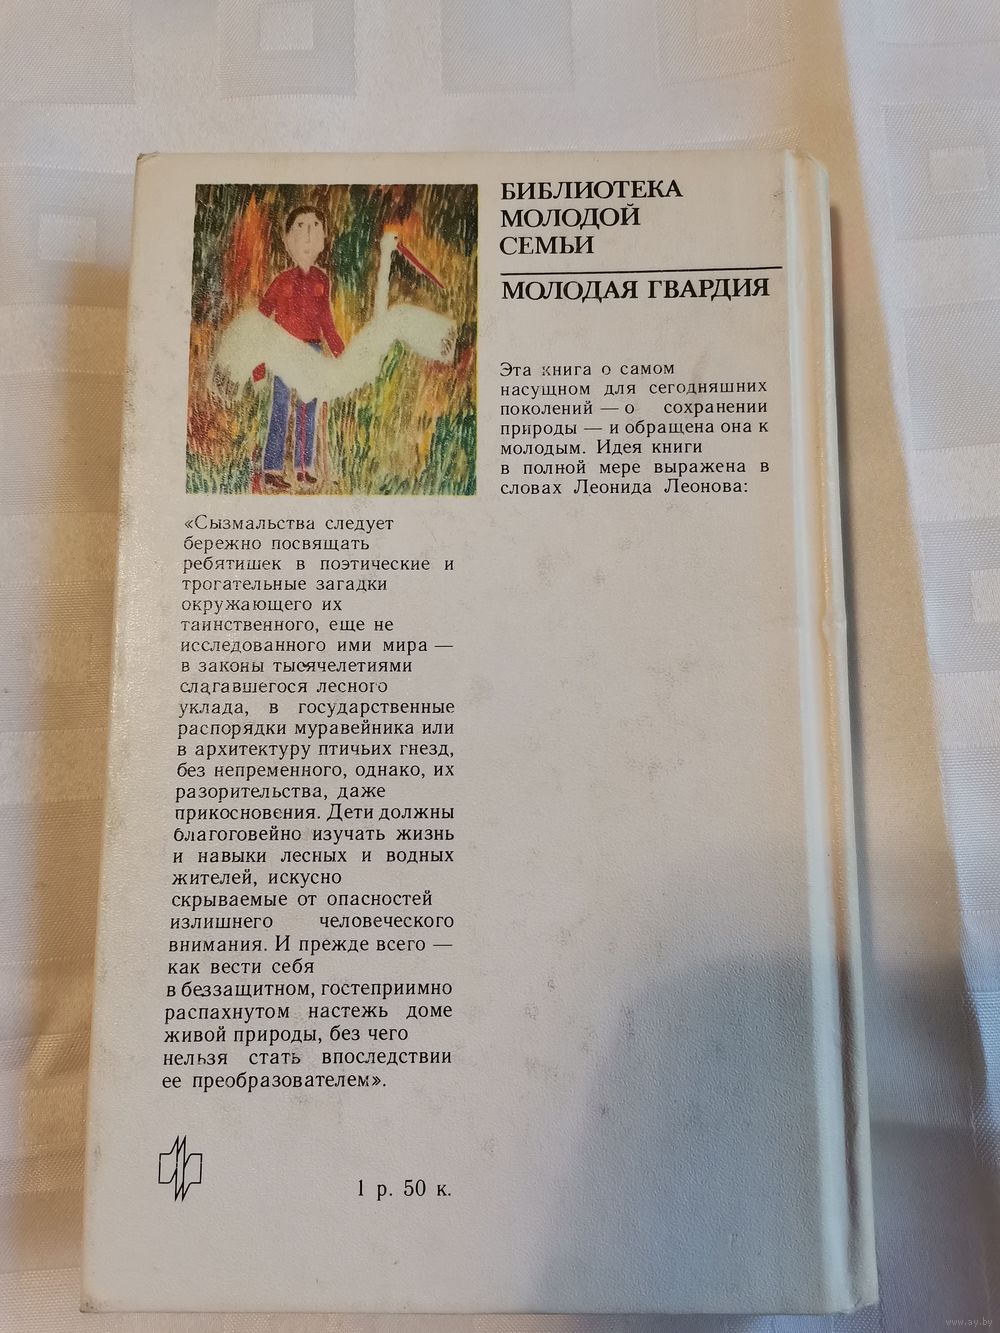 БИБЛИОТЕКА
МОЛОДОЙ
СЕМЬИ
МОЛОДАЯ ГВАРДИЯ
Эта книга о самом
насущном для сегодняшних
поколений — о сохранении
природы — и обращена она к
молодым. Идея книги
в полной мере выражена в
словах Леонида Леонова:
«Сызмальства следует
бережно посвящать
ребятишек в поэтические и
трогательные загадки
окружающего их
таинственного, еще не
исследованного ими мира —
в законы тысячелетиями
слагавшегося лесного
уклада, в государственные
распорядки муравейника или
в архитектуру птичьих гнезд,
без непременного, однако, их
разорительства, даже
прикосновения. Дети должны
благоговейно изучать жизнь
и навыки лесных и водных
жителей, искусно
скрываемые от опасностей
излишнего человеческого
внимания. И прежде всего —
как вести себя
в беззащитном, гостеприимно
распахнутом настежь доме
живой природы, без чего
нельзя стать впоследствии
ее преобразователем».
1 р. 50 к.
www.ay.by